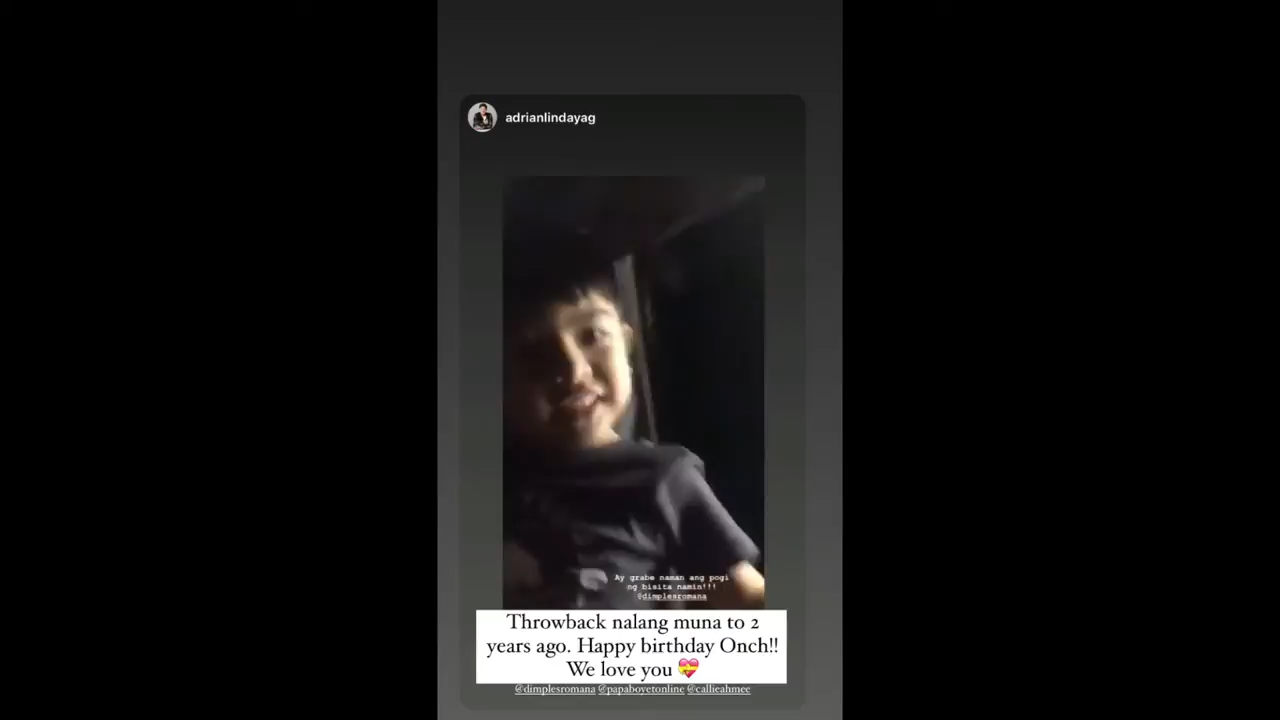 adrianlindayag
Ay grabe naman ang pogi
ng bisita namin!!!
@dimplesromana
Throwback nalang muna to 2
years ago. Happy birthday Onch!!
We love you 💝
@dimplesromana @papaboyetonline @callieahmee